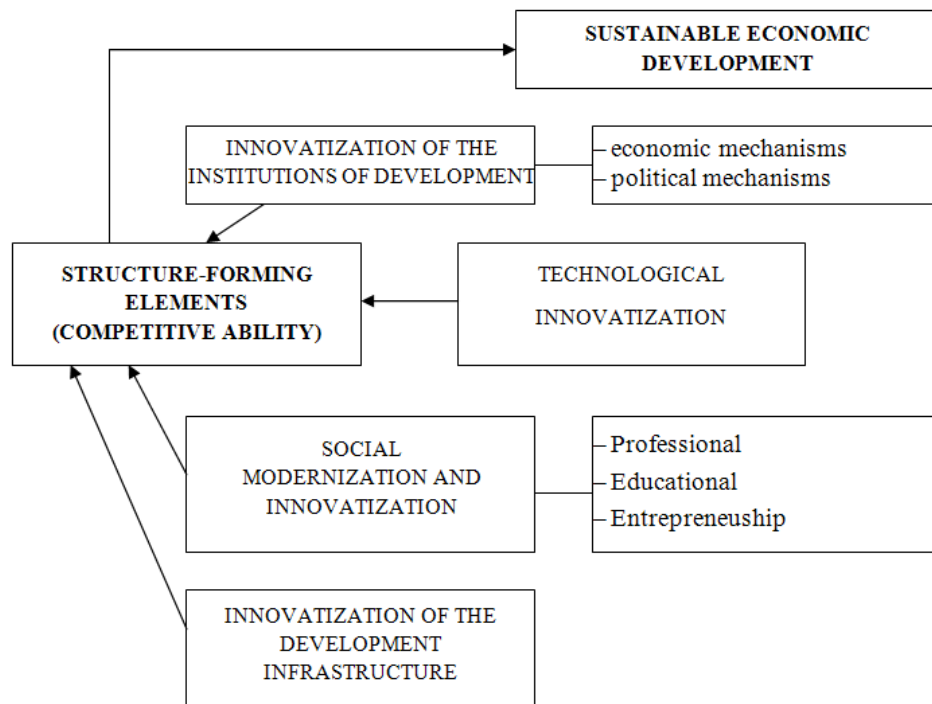 SUSTAINABLE ECONOMIC
DEVELOPMENT
INNOVATIZATION OF THE
INSTITUTIONS OF DEVELOPMENT
– economic mechanisms
– political mechanisms
STRUCTURE-FORMING
ELEMENTS
(COMPETITIVE ABILITY)
TECHNOLOGICAL
INNOVATIZATION
SOCIAL
MODERNIZATION AND
INNOVATIZATION
– Professional
– Educational
– Entrepreneuship
INNOVATIZATION OF THE
DEVELOPMENT
INFRASTRUCTURE